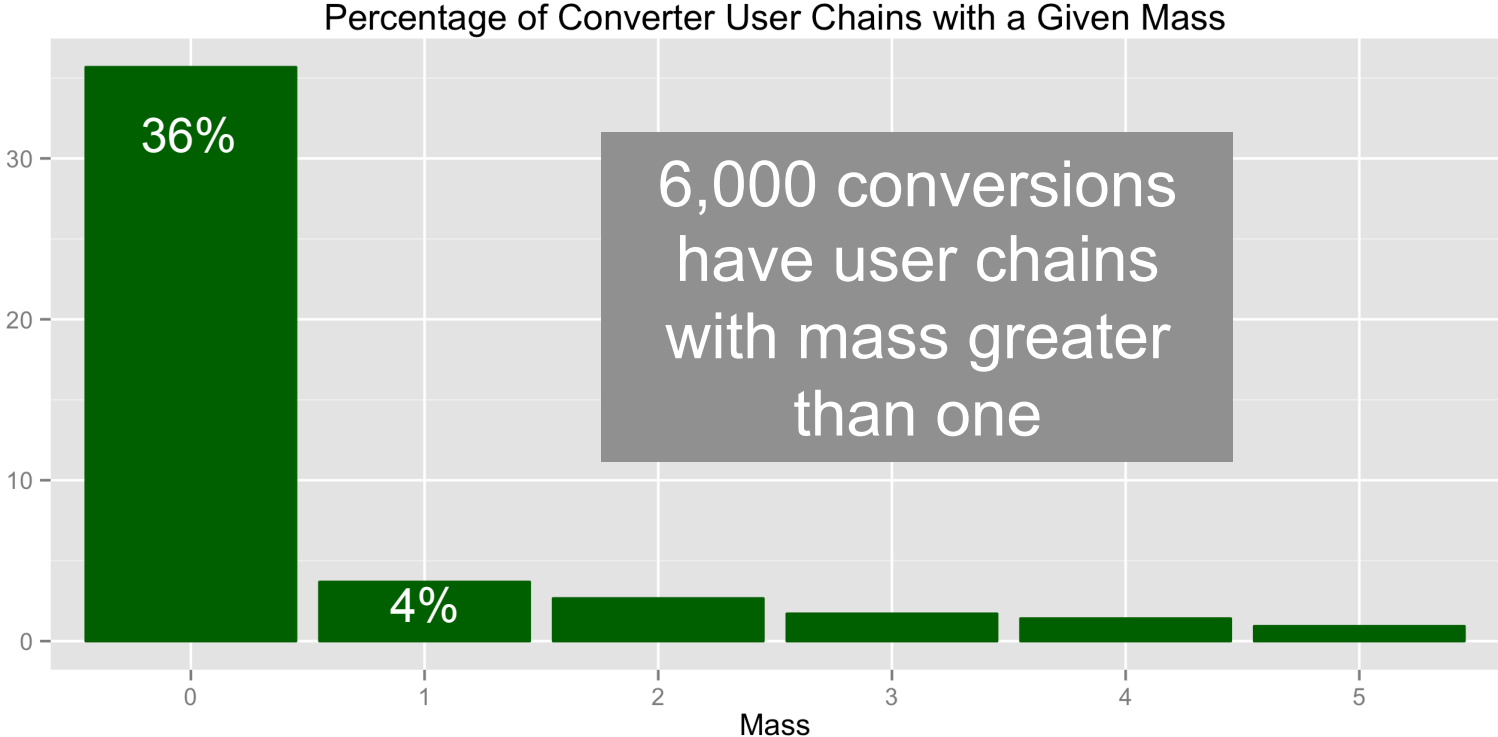 Percentage of Converter User Chains with a Given Mass
36%
30
6,000 conversions
have user chains
with mass greater
than one
20
10
4%
0
0 1 2 3 4 5
Mass